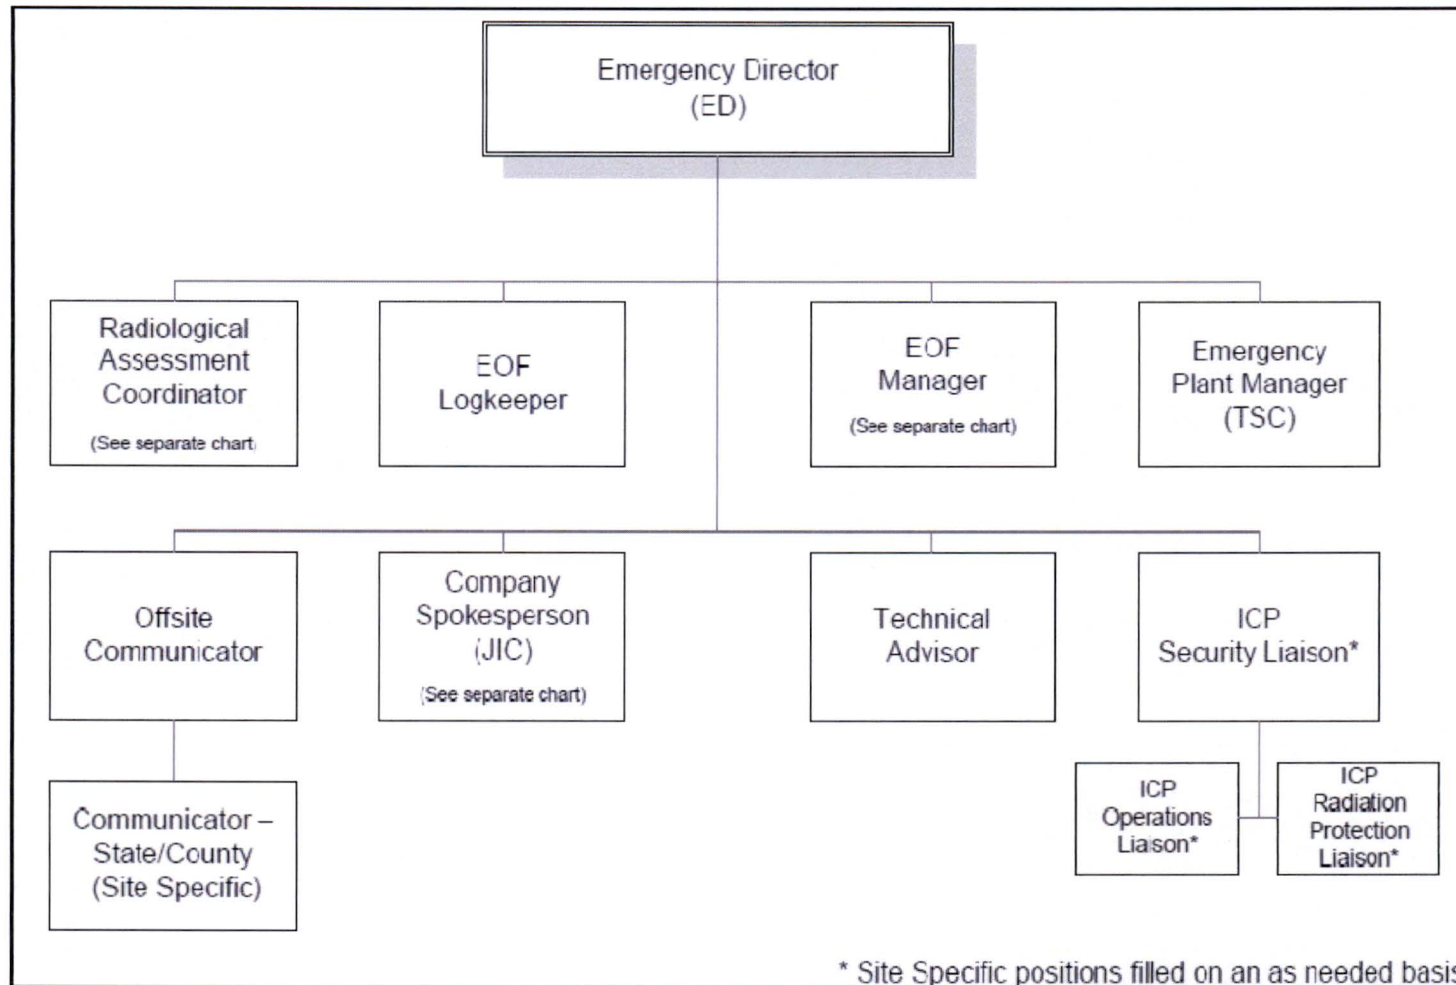 Emergency Director
(ED)
Radiological
Assessment
Coordinator
(See separate chart)
EOF
Logkeeper
EOF
Manager
(See separate chart)
Emergency
Plant Manager
(TSC)
Offsite
Communicator
Company
Spokesperson
(JIC)
(See separate chart)
Technical
Advisor
ICP
Security Liaison*
Communicator –
State/County
(Site Specific)
ICP
Operations
Liaison*
ICP
Radiation
Protection
Liaison*
* Site Specific positions filled on an as needed basis